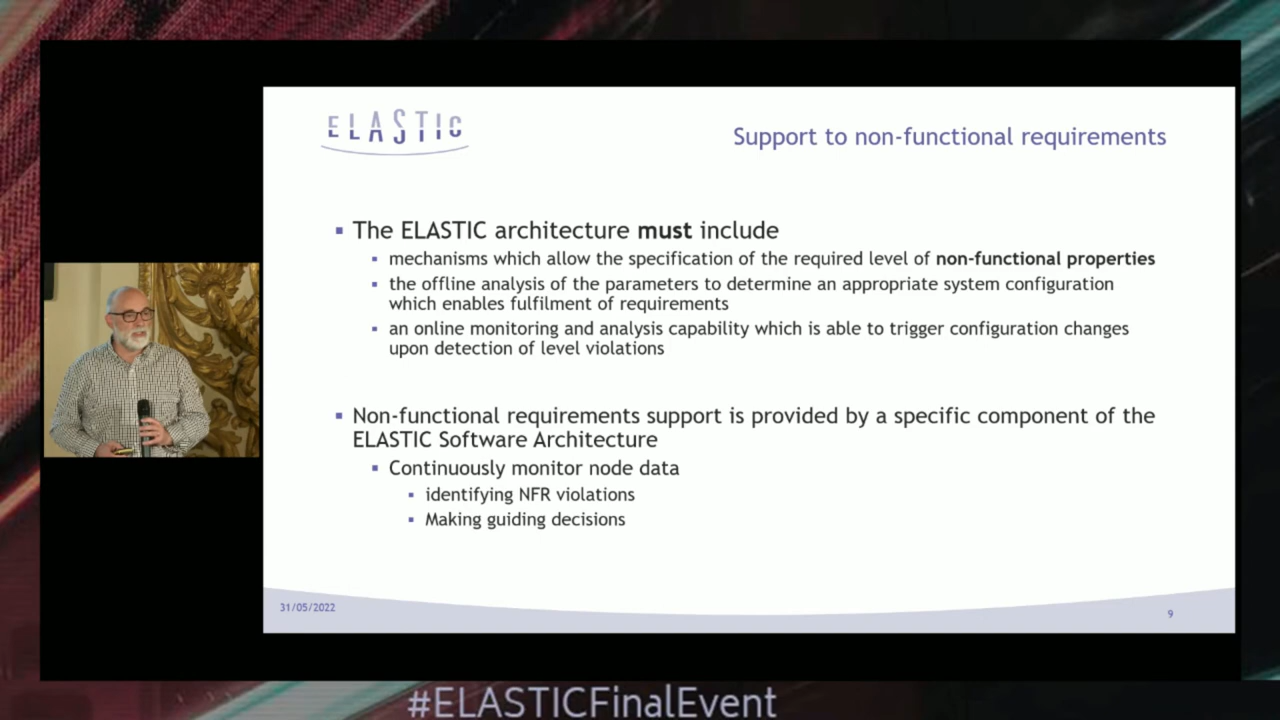 ELASTIC
Support to non-functional requirements
The ELASTIC architecture must include
mechanisms which allow the specification of the required level of non-functional properties
the offline analysis of the parameters to determine an appropriate system configuration
which enables fulfilment of requirements
an online monitoring and analysis capability which is able to trigger configuration changes
upon detection of level violations
Non-functional requirements support is provided by a specific component of the
ELASTIC Software Architecture
Continuously monitor node data
identifying NFR violations
Making guiding decisions
31/05/2022
9
#ELASTICFinalEvent